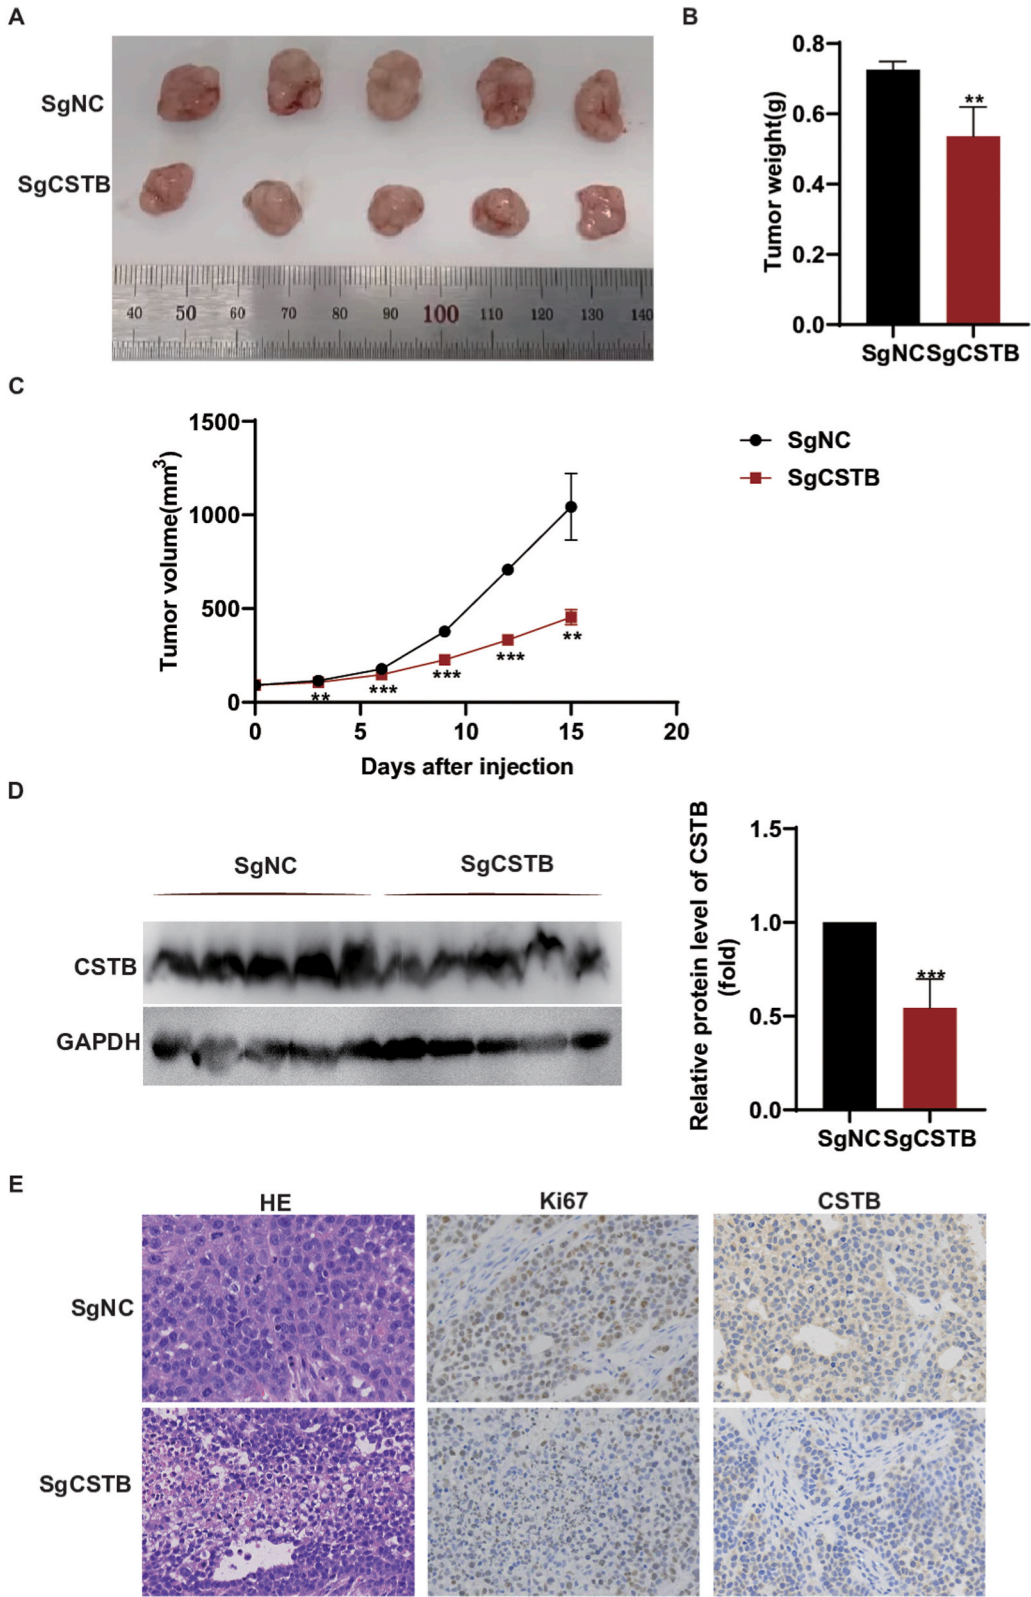 A
SgNC
SgCSTB
40 50 60 70 80 90 100 110 120 130 140
B
Tumor weight(g)
0.8
0.6
0.4
0.2
0.0
**
SgNC SgCSTB
C
Tumor volume(mm3)
1500
1000
500
0
** *** *** *** **
0 5 10 15 20
Days after injection
SgNC
SgCSTB
D
SgNC SgCSTB
CSTB
GAPDH
Relative protein level of CSTB
(fold)
1.5
1.0
0.5
0.0
***
SgNC SgCSTB
E
HE Ki67 CSTB
SgNC
SgCSTB